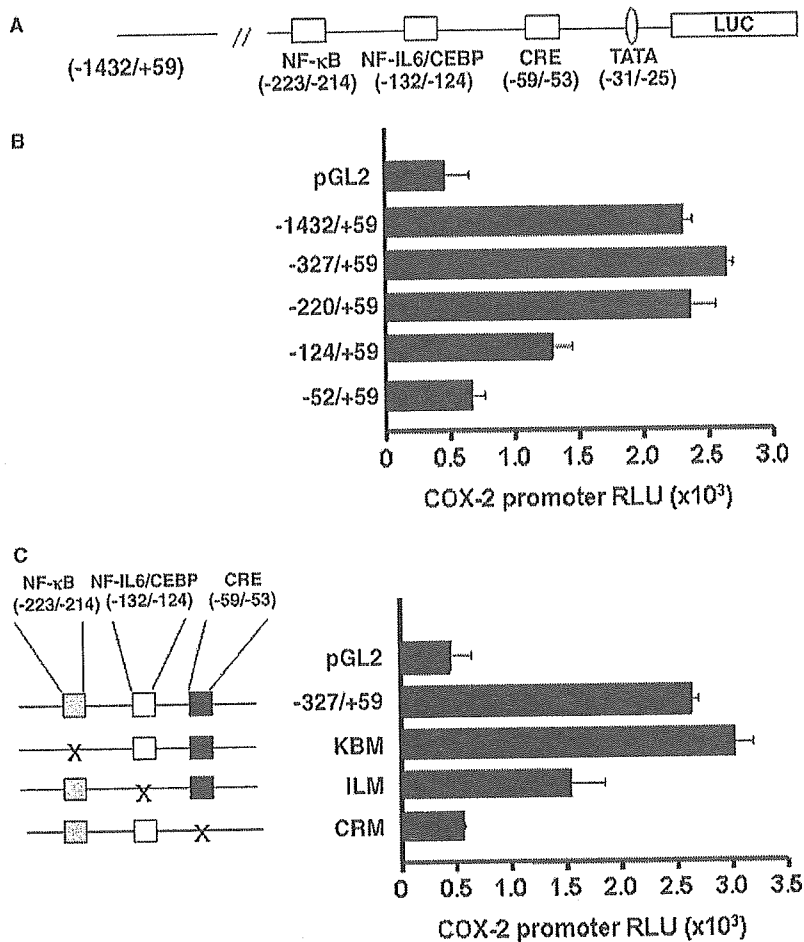 A
//
LUC
(-1432/+59)
NF-κB NF-IL6/CEBP CRE TATA
(-223/-214) (-132/-124) (-59/-53) (-31/-25)
B
pGL2
-1432/+59
-327/+59
-220/+59
-124/+59
-52/+59
0 0.5 1.0 1.5 2.0 2.5 3.0
COX-2 promoter RLU (x10³)
C
NF-κB NF-IL6/CEBP CRE
(-223/-214) (-132/-124) (-59/-53)
pGL2
-327/+59
X KBM
X ILM
X CRM
0 0.5 1.0 1.5 2.0 2.5 3.0 3.5
COX-2 promoter RLU (x10³)